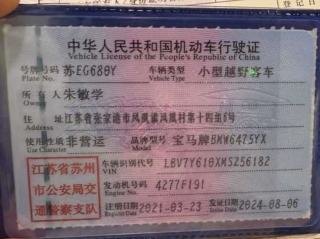 中华人民共和国机动车行驶证
Vehicle License of the People's Republic of China
号牌号码 苏EG680Y 车辆类型 小型越野客车
Plate No. Vehicle Type
所有人 朱敏学
Owner
住址 江苏省张家港市凤凰镇凤凰村第十四组6号
使用性质 非营运 品牌型号 宝马牌BMW6475YX
Use Character Model
江苏省苏州市公安局交通警察支队
车辆识别代号 LBV7Y610XMS256182
VIN
发动机号码 4277F191
Engine No.
注册日期 2021-03-23 发证日期 2024-08-06
Register Date Issue Date